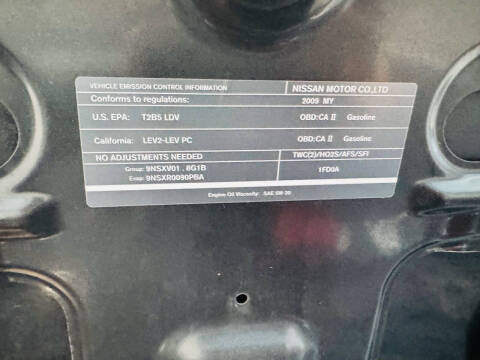 VEHICLE EMISSION CONTROL INFORMATION NISSAN MOTOR CO.,LTD
Conforms to regulations: 2009 MY
U.S. EPA: T2B5 LDV OBD:CA II Gasoline
California: LEV2-LEV PC OBD:CA II Gasoline
NO ADJUSTMENTS NEEDED TWC(2)/HO2S/AFS/SFI
Group: 9NSXV01.8G1B 1FD0A
Evap: 9NSXR0090PBA
Engine Oil Viscosity: SAE 5W-30